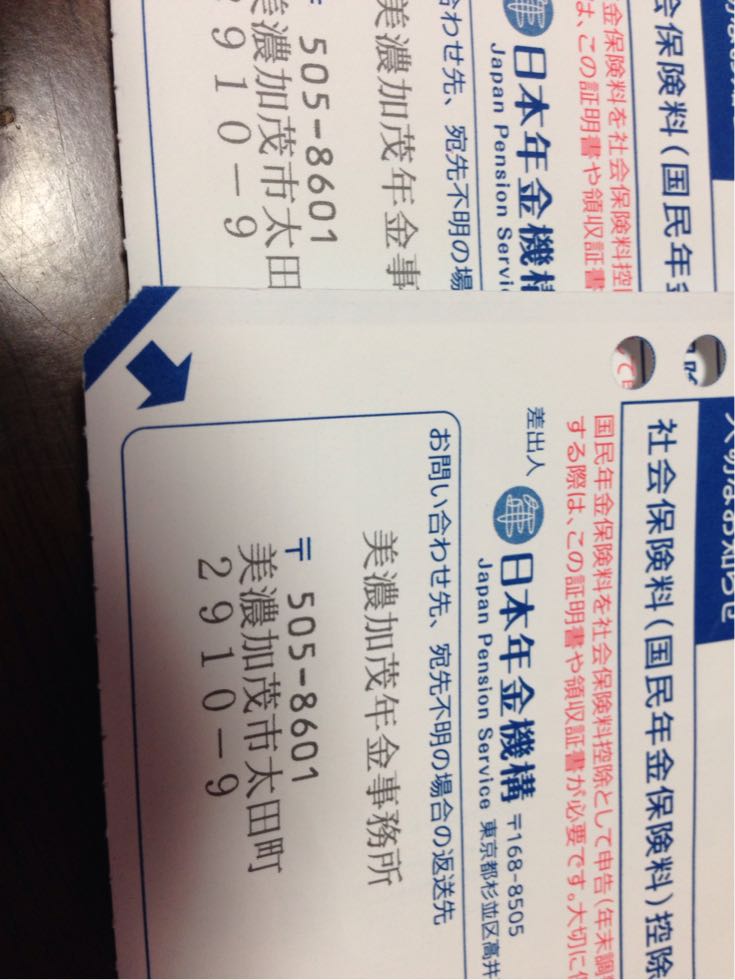 会保険料(国民年金
金保険料を社会保険料控
は、この証明書や領収証書
日本年金機構
Japan Pension Servi
合わせ先、宛先不明の場
美濃加茂年金事
〒505-8601
美濃加茂市太田
2910-9
大切なお知らせ
社会保険料(国民年金保険料)控除
国民年金保険料を社会保険料控除として申告(年末調
する際は、この証明書や領収証書が必要です。大切に保
差出人
日本年金機構 〒168-8505
Japan Pension Service 東京都杉並区高井
お問い合わせ先、宛先不明の場合の返送先
美濃加茂年金事務所
〒505-8601
美濃加茂市太田町
2910-9